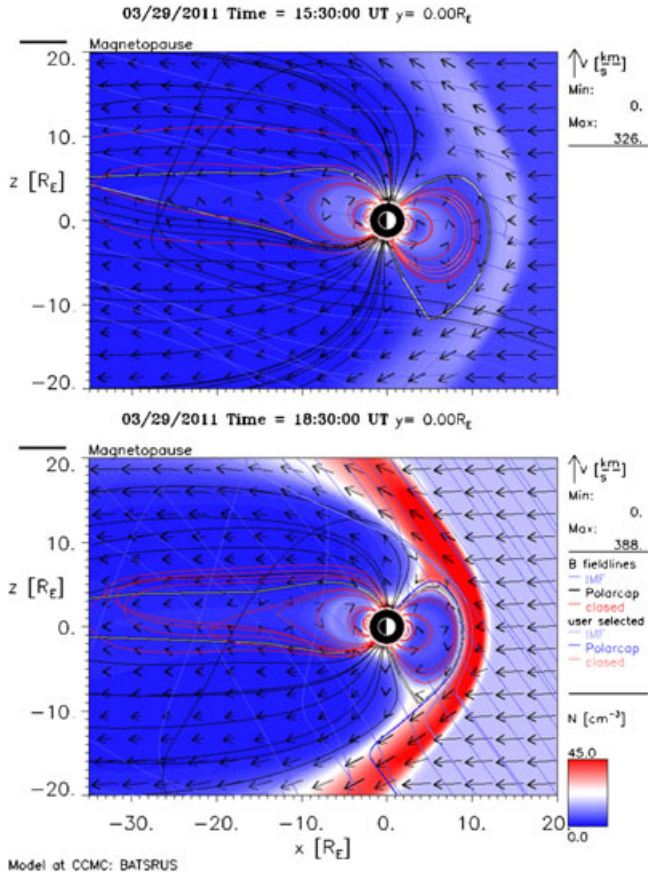 03/29/2011 Time = 15:30:00 UT y= 0.00R_E
Magnetopause
20.
10.
z [R_E]
0.
-10.
-20.
V [km/s]
Min:
0.
Max:
326.
03/29/2011 Time = 18:30:00 UT y= 0.00R_E
Magnetopause
20.
10.
z [R_E]
0.
-10.
-20.
-30. -20. -10. 0. 10. 20
x [R_E]
V [km/s]
Min:
0.
Max:
388.
B fieldlines
IMF
Polarcap
closed
user selected
IMF
Polarcap
closed
N [cm⁻³]
45.0
0.0
Model at CCMC: BATSRUS